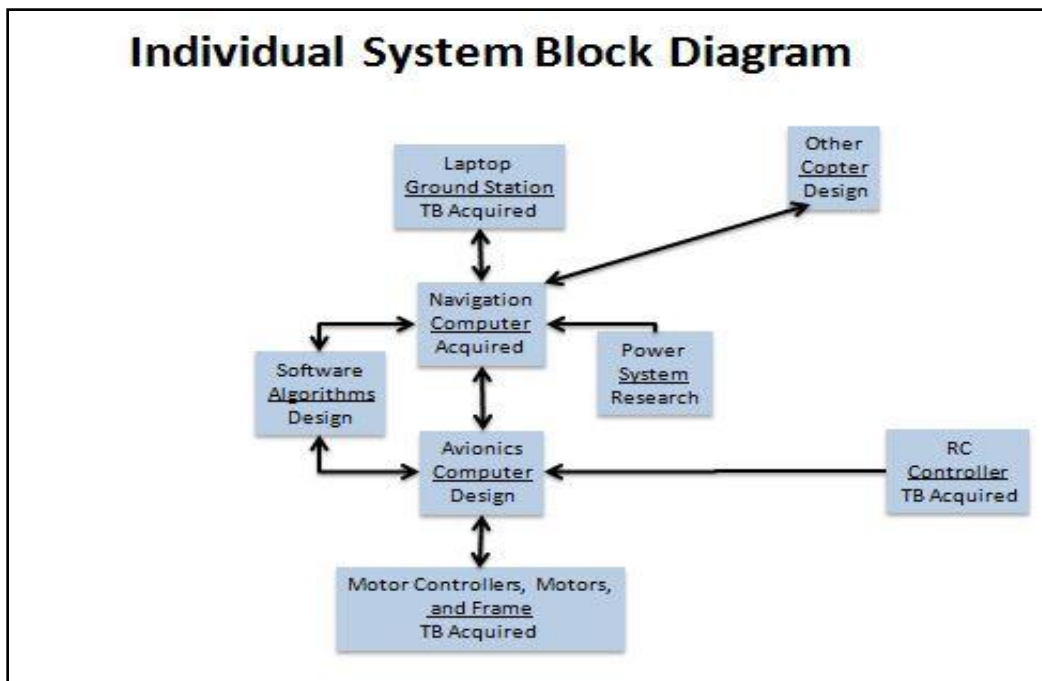 Individual System Block Diagram
Other
Copter
Design
Laptop
Ground Station
TB Acquired
Navigation
Computer
Acquired
Power
System
Research
Software
Algorithms
Design
Avionics
Computer
Design
RC
Controller
TB Acquired
Motor Controllers, Motors,
and Frame
TB Acquired